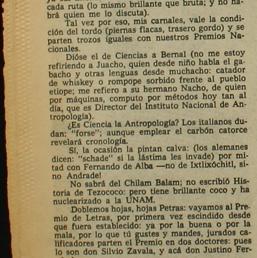 cada ruta (lo mismo brillante que bruta; y no ha-
brá quien me lo discuta).
Tal vez por eso, mis carnales, vale la condi-
ción del tordo (piernas flacas, trasero gordo) y se
parten trozos iguales con nuestros Premios Na-
cionales.
Dióse el de Ciencias a Bernal (no me estoy
refiriendo a Juacho, quien desde niño habla el ga-
bacho y otras lenguas desde muchacho: catador
de whiskey o rompope sorbido frente al pueblo
etiope; me refiero a su hermano Nacho, de quien
por máquinas, computo por métodos hoy tan al
día, que es Director del Instituto Nacional de An-
tropología).
¿Es Ciencia la Antropología? Los italianos du-
dan: "forse"; aunque emplear el carbón catorce
revelará cronología.
Sí, la ocasión la pintan calva: (los alemanes
dicen: "schade" si la lástima les invade) por mi-
tad con Fernando de Alba —no de Ixtlixóchitl, si-
no Andrade!
No sabrá del Chilam Balam; no escribió His-
toria de Tezococo; pero tiene brillante coco y ha
nuclearizado a la UNAM.
Doblemos hojas, hojas Petras: vayamos al Pre-
mio de Letras, por primera vez escindido desde
que fuera establecido: ya por la buena o por la
mala, por lo que tú gustes y mandes, jurados ca-
lificadores parten el Premio en dos doctores: pues
lo son don Silvio Zavala, y acá don Justino Fer-